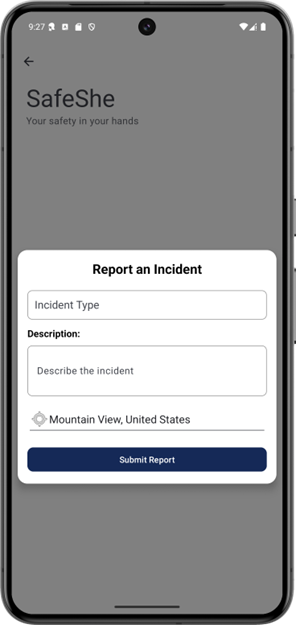 9:27
SafeShe
Your safety in your hands
Report an Incident
Incident Type
Description:
Describe the incident
Mountain View, United States
Submit Report